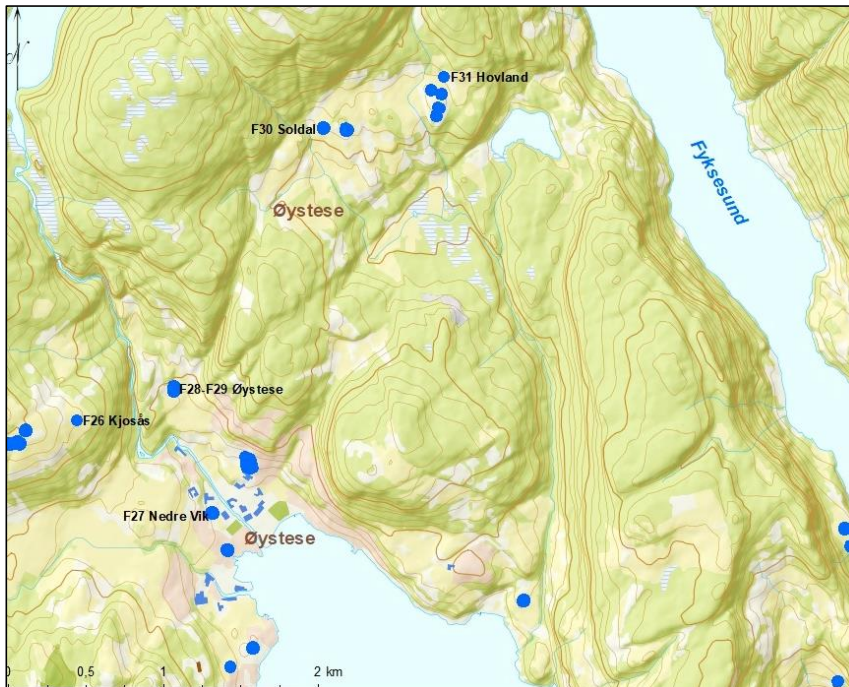 N
F31 Hovland
F30 Soldal
Fyksesund
Øystese
F28-F29 Øystese
F26 Kjosås
F27 Nedre Vik
Øystese
0 0,5 1 2 km